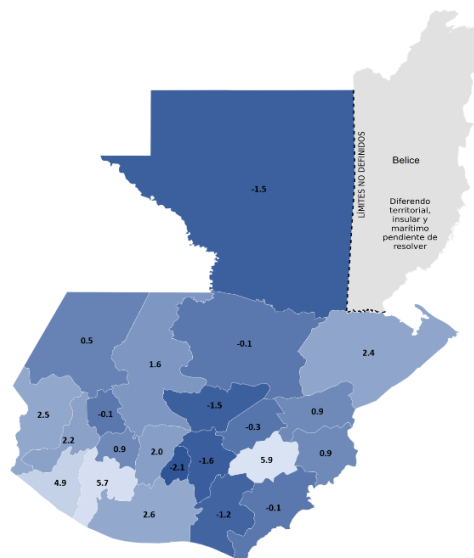 Belice
LÍMITES NO DEFINIDOS
Diferendo
territorial,
insular y
marítimo
pendiente de
resolver
-1.5
0.5
1.6
-0.1
2.4
2.5
-0.1
-1.5
0.9
2.2
-0.3
0.9
2.0
-1.6
0.9
-2.1
5.9
4.9
5.7
2.6
-1.2
-0.1